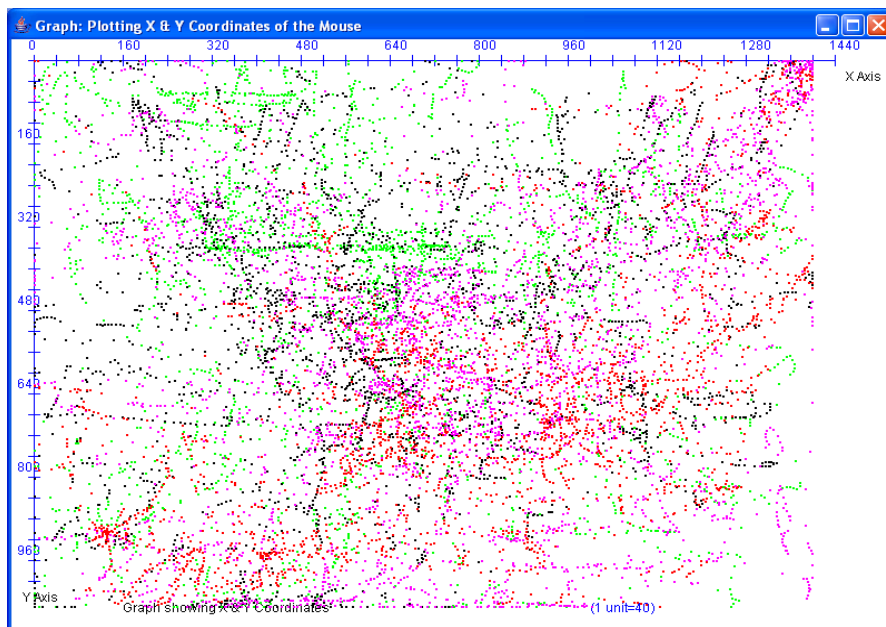 Graph: Plotting X & Y Coordinates of the Mouse
0 160 320 480 640 800 960 1120 1280 1440
X Axis
160
320
480
640
800
960
Y Axis
Graph showing X & Y Coordinates (1 unit=40)